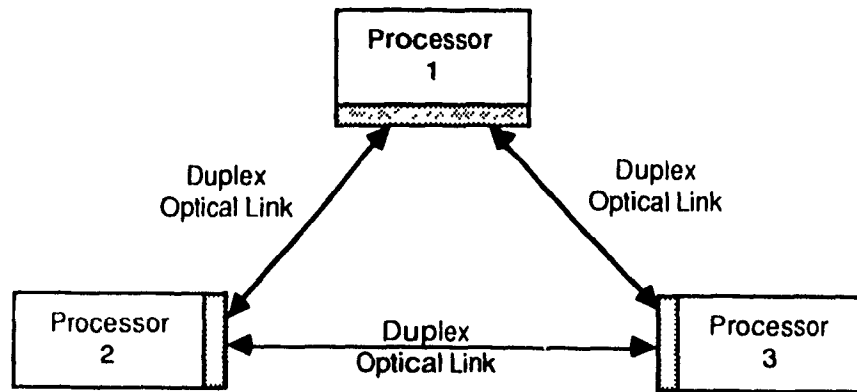 Processor
1
Duplex
Optical Link
Duplex
Optical Link
Processor
2
Duplex
Optical Link
Processor
3